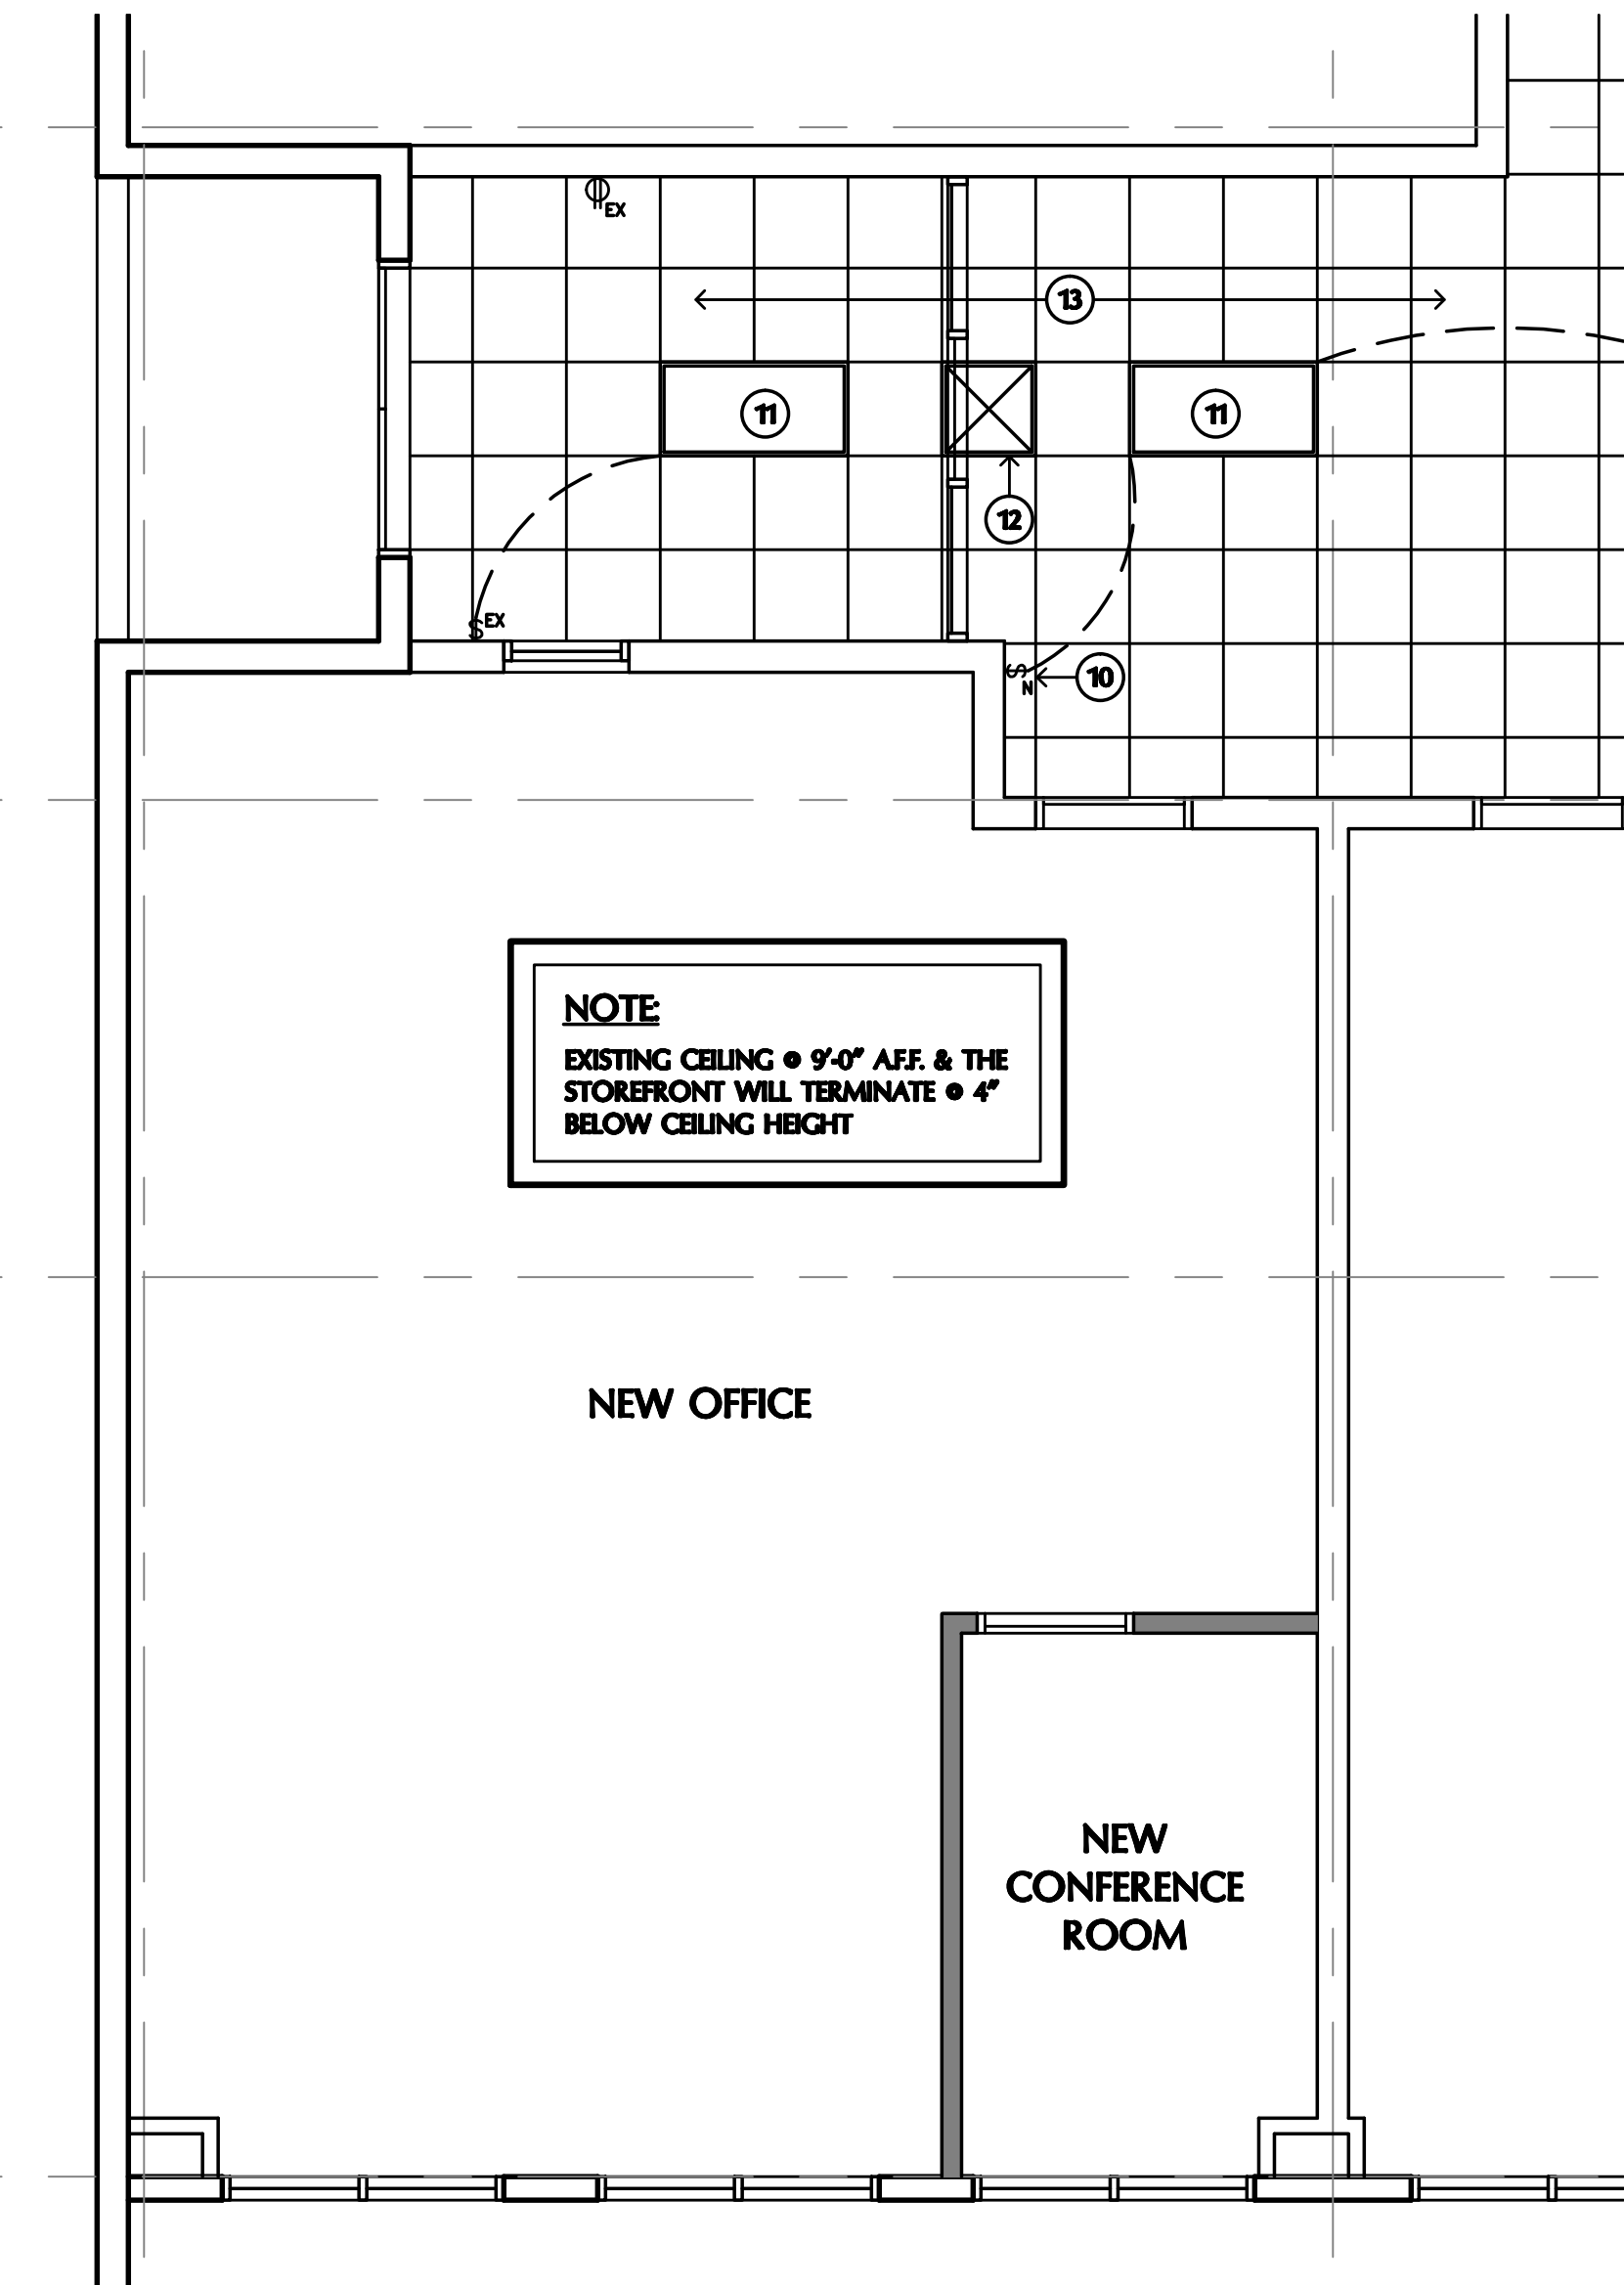 EX
13
11
11
12
$ EX
$ N
10
NOTE:
EXISTING CEILING @ 9'-0" A.F.F. & THE
STOREFRONT WILL TERMINATE @ 4"
BELOW CEILING HEIGHT
NEW OFFICE
NEW
CONFERENCE
ROOM